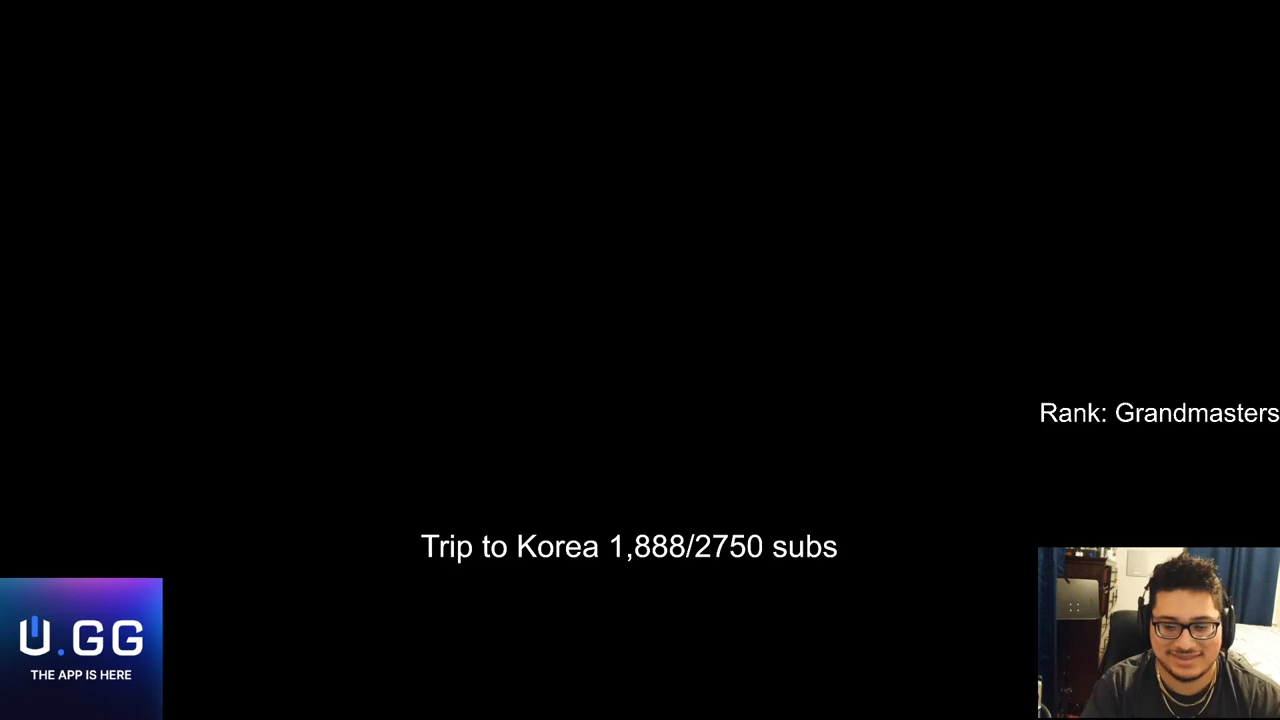 Rank: Grandmasters
Trip to Korea 1,888/2750 subs
U.GG
THE APP IS HERE